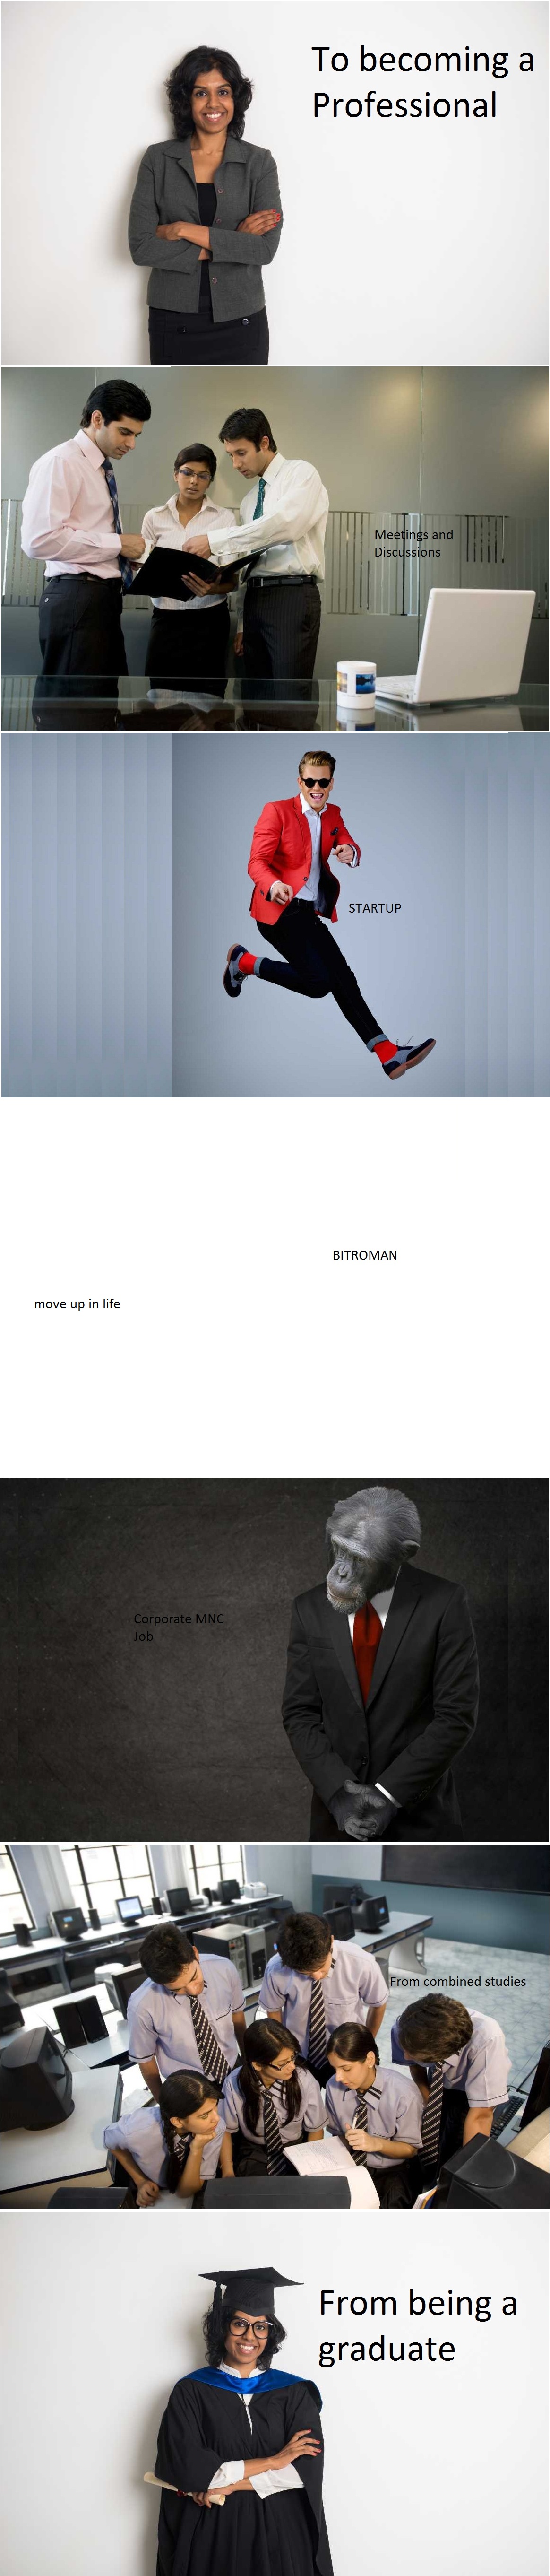 To becoming a
Professional
Meetings and
Discussions
STARTUP
BITROMAN
move up in life
Corporate MNC
Job
From combined studies
From being a
graduate